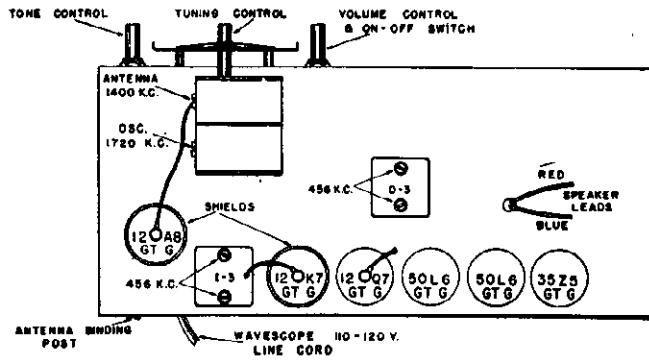 TONE CONTROL
TUNING CONTROL
VOLUME CONTROL
& ON-OFF SWITCH
ANTENNA
1400 K.C.
OSC.
1720 K.C.
456 K.C.
O-3
RED
SPEAKER
LEADS
BLUE
SHIELDS
12 A8
GT G
456 K.C.
I-3
12 K7
GT G
12 Q7
GT G
50L6
GT G
50L6
GT G
35Z5
GT G
ANTENNA BINDING
POST
WAVESCOPE 110-120 V.
LINE CORD